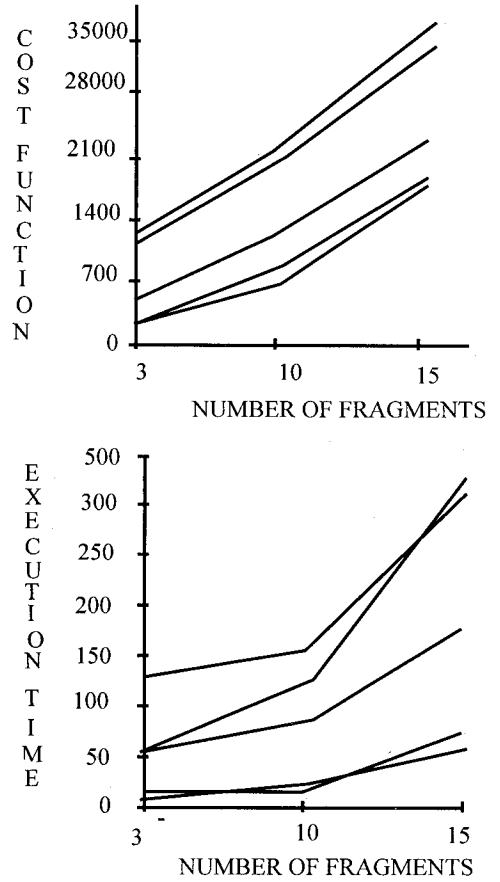 COST FUNCTION
35000
28000
2100
1400
700
0
3 10 15
NUMBER OF FRAGMENTS
EXECUTION TIME
500
300
250
200
150
100
50
0
3 10 15
NUMBER OF FRAGMENTS